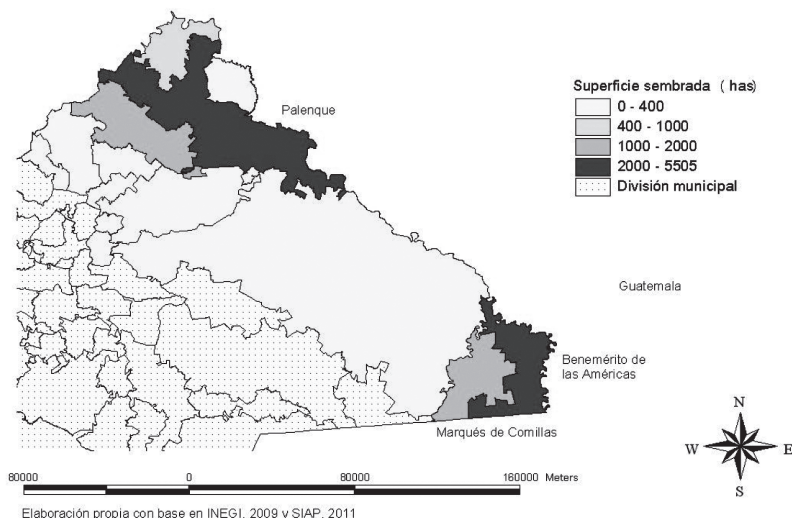 Superficie sembrada ( has)
0 - 400
400 - 1000
1000 - 2000
2000 - 5505
División municipal
Palenque
Guatemala
Benemérito de
las Américas
Marqués de Comillas
N
W E
S
80000 0 80000 160000 Meters
Elaboración propia con base en INEGI, 2009 y SIAP, 2011